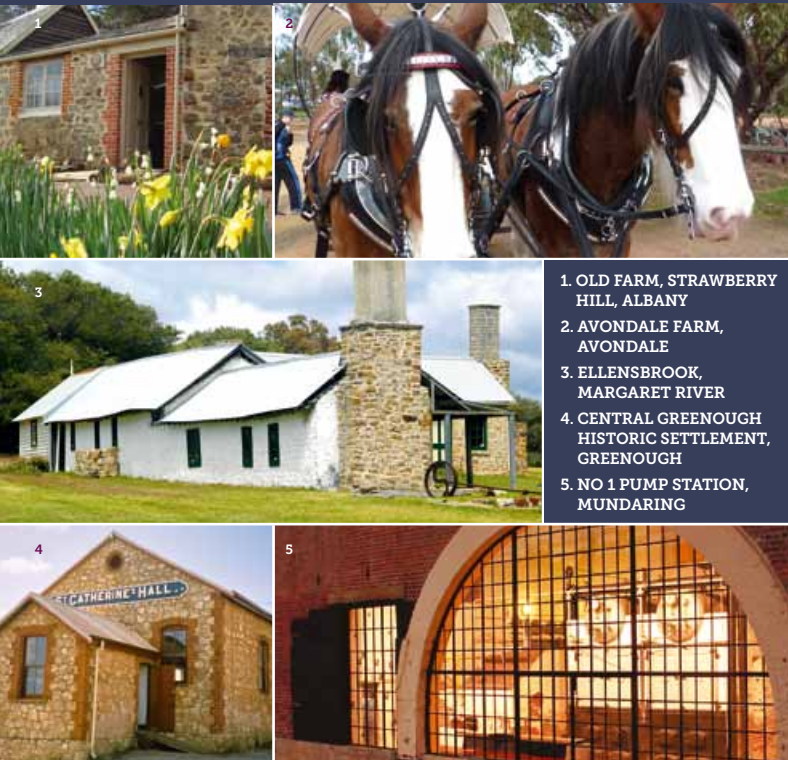 1
2
3
1. OLD FARM, STRAWBERRY
HILL, ALBANY
2. AVONDALE FARM,
AVONDALE
3. ELLENSBROOK,
MARGARET RIVER
4. CENTRAL GREENOUGH
HISTORIC SETTLEMENT,
GREENOUGH
5. NO 1 PUMP STATION,
MUNDARING
4
ST CATHERINE'S HALL.
5